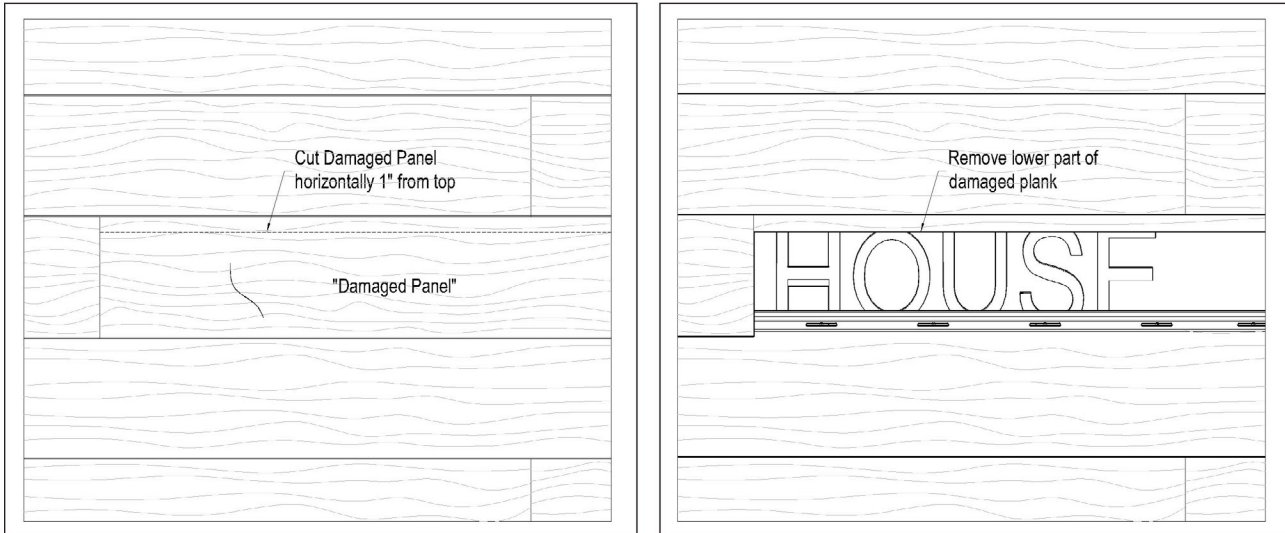 Cut Damaged Panel
horizontally 1" from top
"Damaged Panel"
Remove lower part of
damaged plank
HOUSE